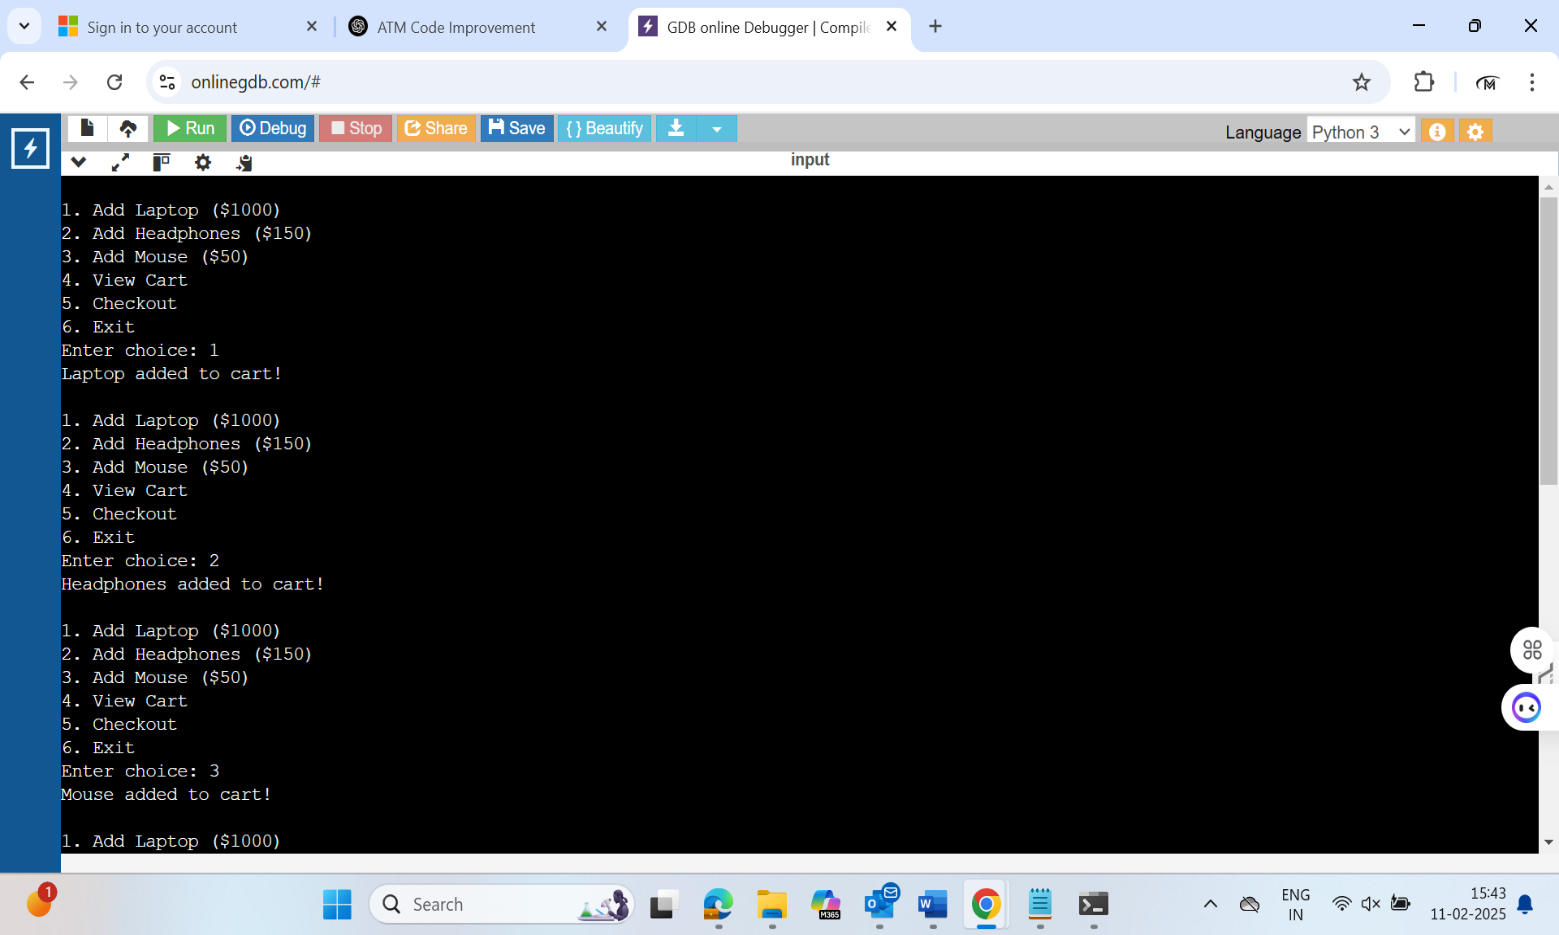 Sign in to your account
ATM Code Improvement
GDB online Debugger | Compile
onlinegdb.com/#
Run
Debug
Stop
Share
Save
{} Beautify
Language Python 3
input
1. Add Laptop ($1000)
2. Add Headphones ($150)
3. Add Mouse ($50)
4. View Cart
5. Checkout
6. Exit
Enter choice: 1
Laptop added to cart!
1. Add Laptop ($1000)
2. Add Headphones ($150)
3. Add Mouse ($50)
4. View Cart
5. Checkout
6. Exit
Enter choice: 2
Headphones added to cart!
1. Add Laptop ($1000)
2. Add Headphones ($150)
3. Add Mouse ($50)
4. View Cart
5. Checkout
6. Exit
Enter choice: 3
Mouse added to cart!
1. Add Laptop ($1000)
1
Search
M365
ENG
IN
15:43
11-02-2025